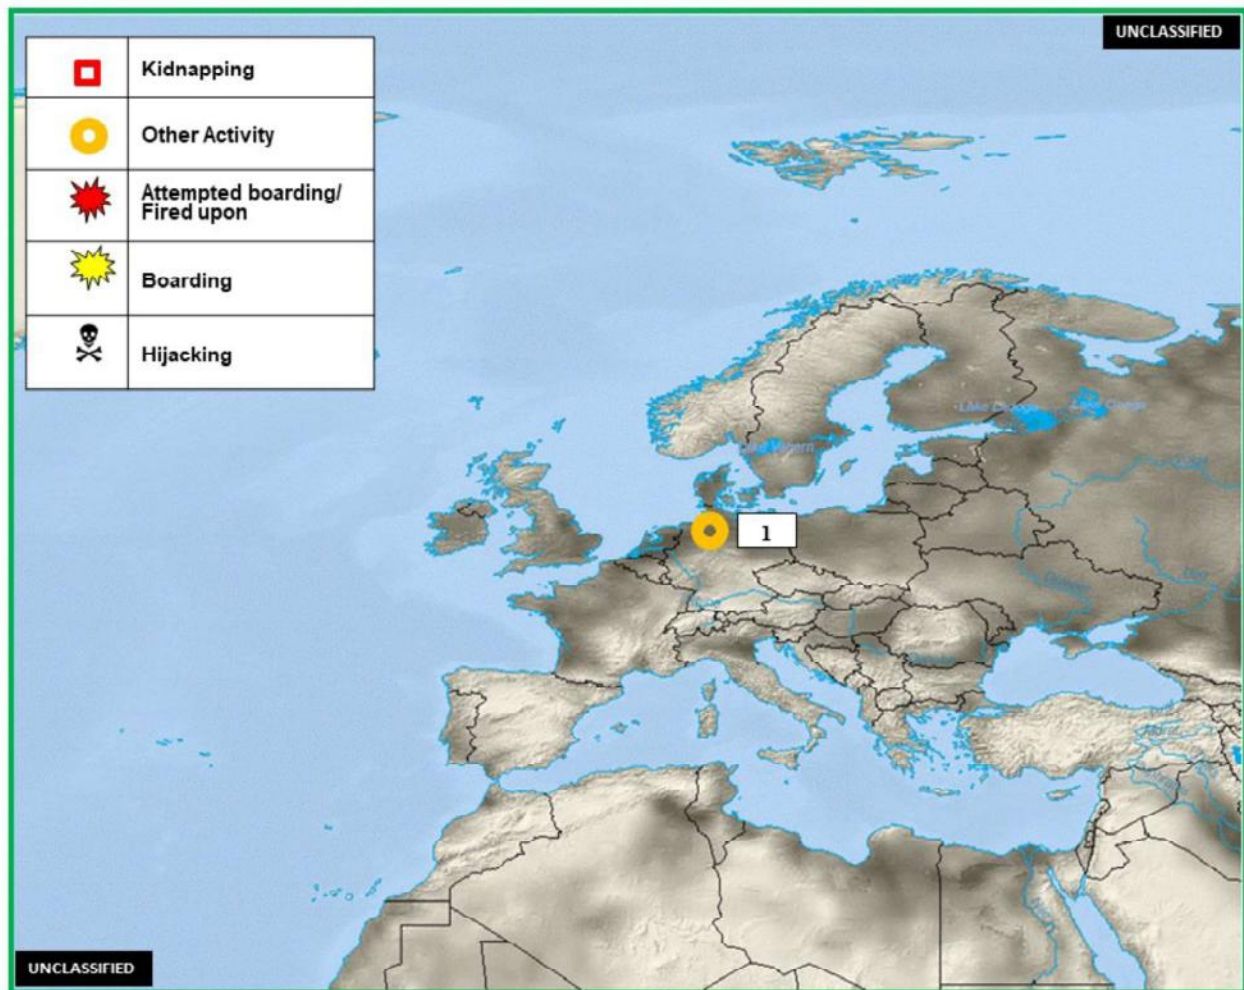 UNCLASSIFIED
Kidnapping
Other Activity
Attempted boarding/
Fired upon
Boarding
Hijacking
1
UNCLASSIFIED